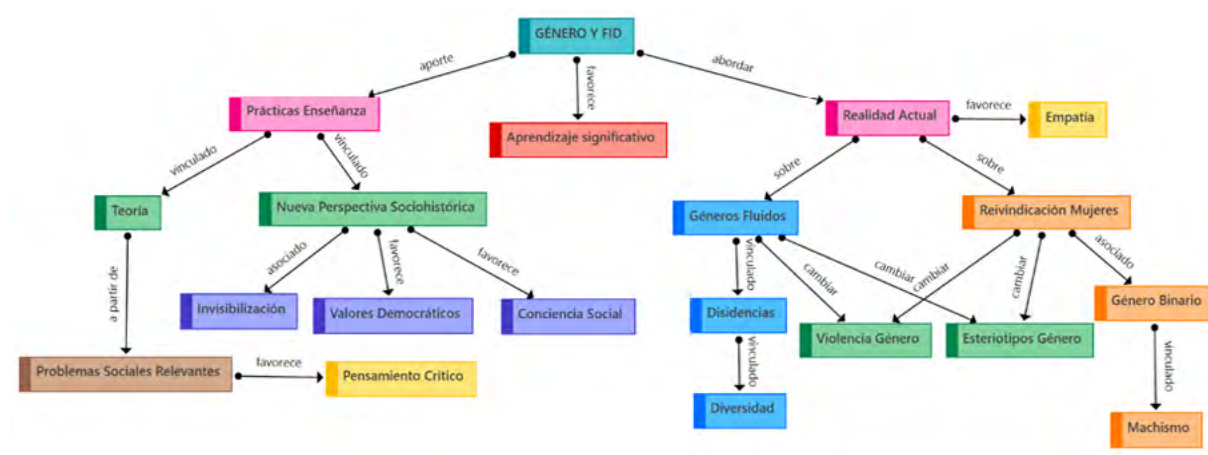 GÉNERO Y FID
aporte
favorece
abordar
Prácticas Enseñanza
Aprendizaje significativo
Realidad Actual
favorece
Empatía
vinculado
vinculado
sobre
sobre
Teoría
Nueva Perspectiva Sociohistórica
Géneros Fluidos
Reivindicación Mujeres
a partir de
asociado
favorece
favorece
vinculado
cambiar
cambiar
cambiar
cambiar
asociado
Invisibilización
Valores Democráticos
Conciencia Social
Disidencias
Violencia Género
Esteriotipos Género
Género Binario
vinculado
vinculado
Problemas Sociales Relevantes
favorece
Pensamiento Crítico
Diversidad
Machismo